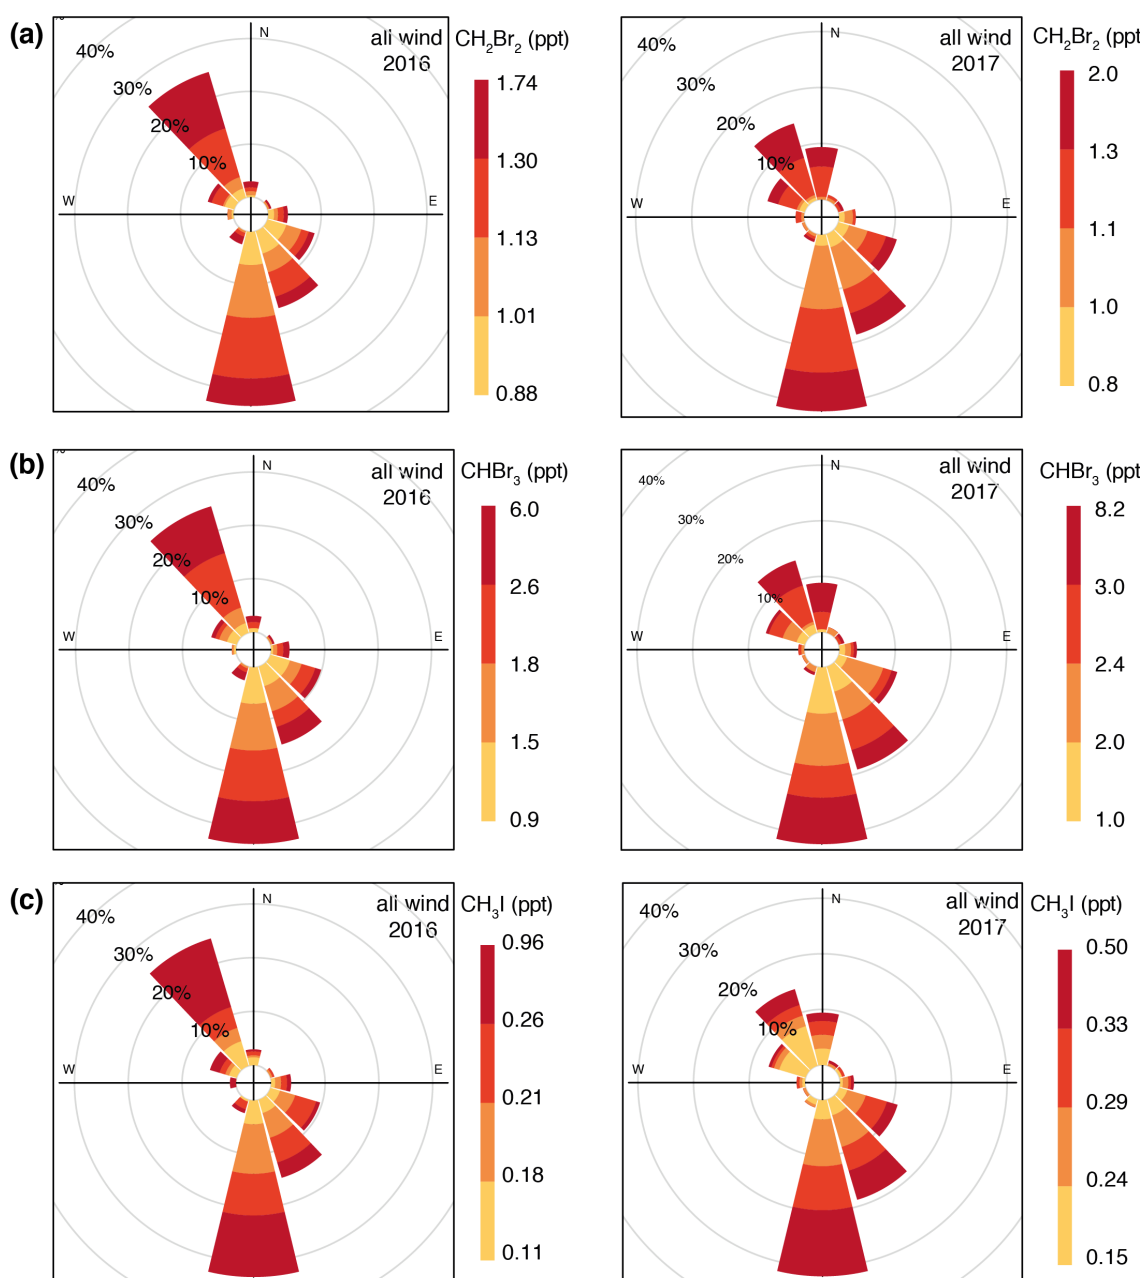 (a)
40%
30%
20%
10%
N
W
E
ali wind
2016
CH2Br2 (ppt)
1.74
1.30
1.13
1.01
0.88
40%
30%
20%
10%
N
W
E
all wind
2017
CH2Br2 (ppt
2.0
1.3
1.1
1.0
0.8
(b)
40%
30%
20%
10%
N
W
E
all wind
2016
CHBr3 (ppt)
6.0
2.6
1.8
1.5
0.9
40%
30%
20%
10%
N
W
E
all wind
2017
CHBr3 (ppt
8.2
3.0
2.4
2.0
1.0
(c)
40%
30%
20%
10%
N
W
E
ali wind
2016
CH3I (ppt)
0.96
0.26
0.21
0.18
0.11
40%
30%
20%
10%
N
W
E
all wind
2017
CH3I (ppt)
0.50
0.33
0.29
0.24
0.15